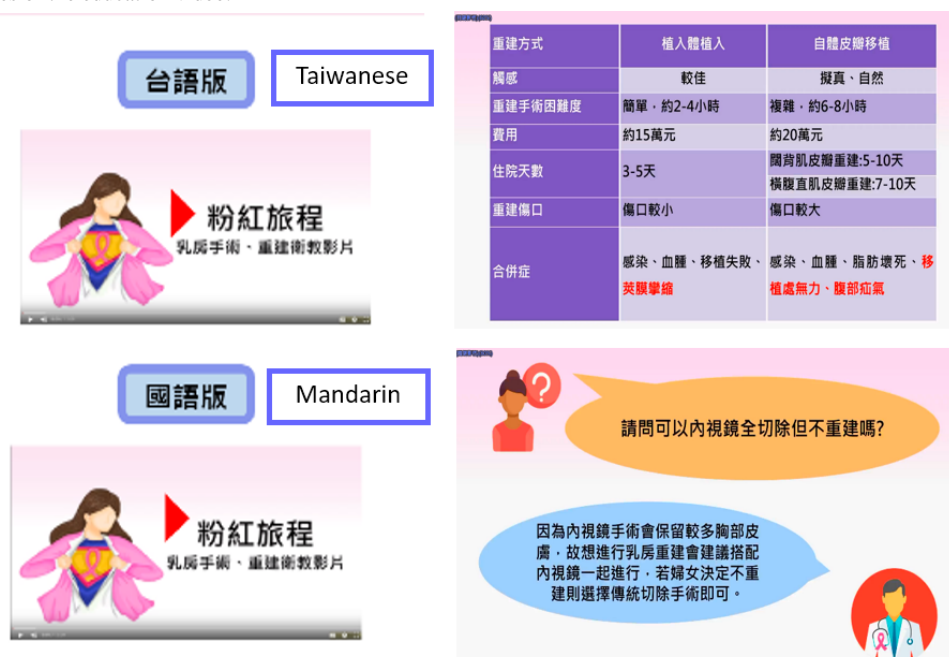 台語版
Taiwanese
粉紅旅程
乳房手術、重建衛教影片
國語版
Mandarin
粉紅旅程
乳房手術、重建衛教影片
重建方式 植入體植入 自體皮瓣移植
觸感 較佳 擬真、自然
重建手術困難度 簡單，約2-4小時 複雜，約6-8小時
費用 約15萬元 約20萬元
住院天數 3-5天 闊背肌皮瓣重建:5-10天
橫腹直肌皮瓣重建:7-10天
重建傷口 傷口較小 傷口較大
合併症 感染、血腫、移植失敗、 感染、血腫、脂肪壞死、移
莢膜攣縮 植處無力、腹部疝氣
請問可以內視鏡全切除但不重建嗎?
因為內視鏡手術會保留較多胸部皮
膚，故想進行乳房重建會建議搭配
內視鏡一起進行，若婦女決定不重
建則選擇傳統切除手術即可。